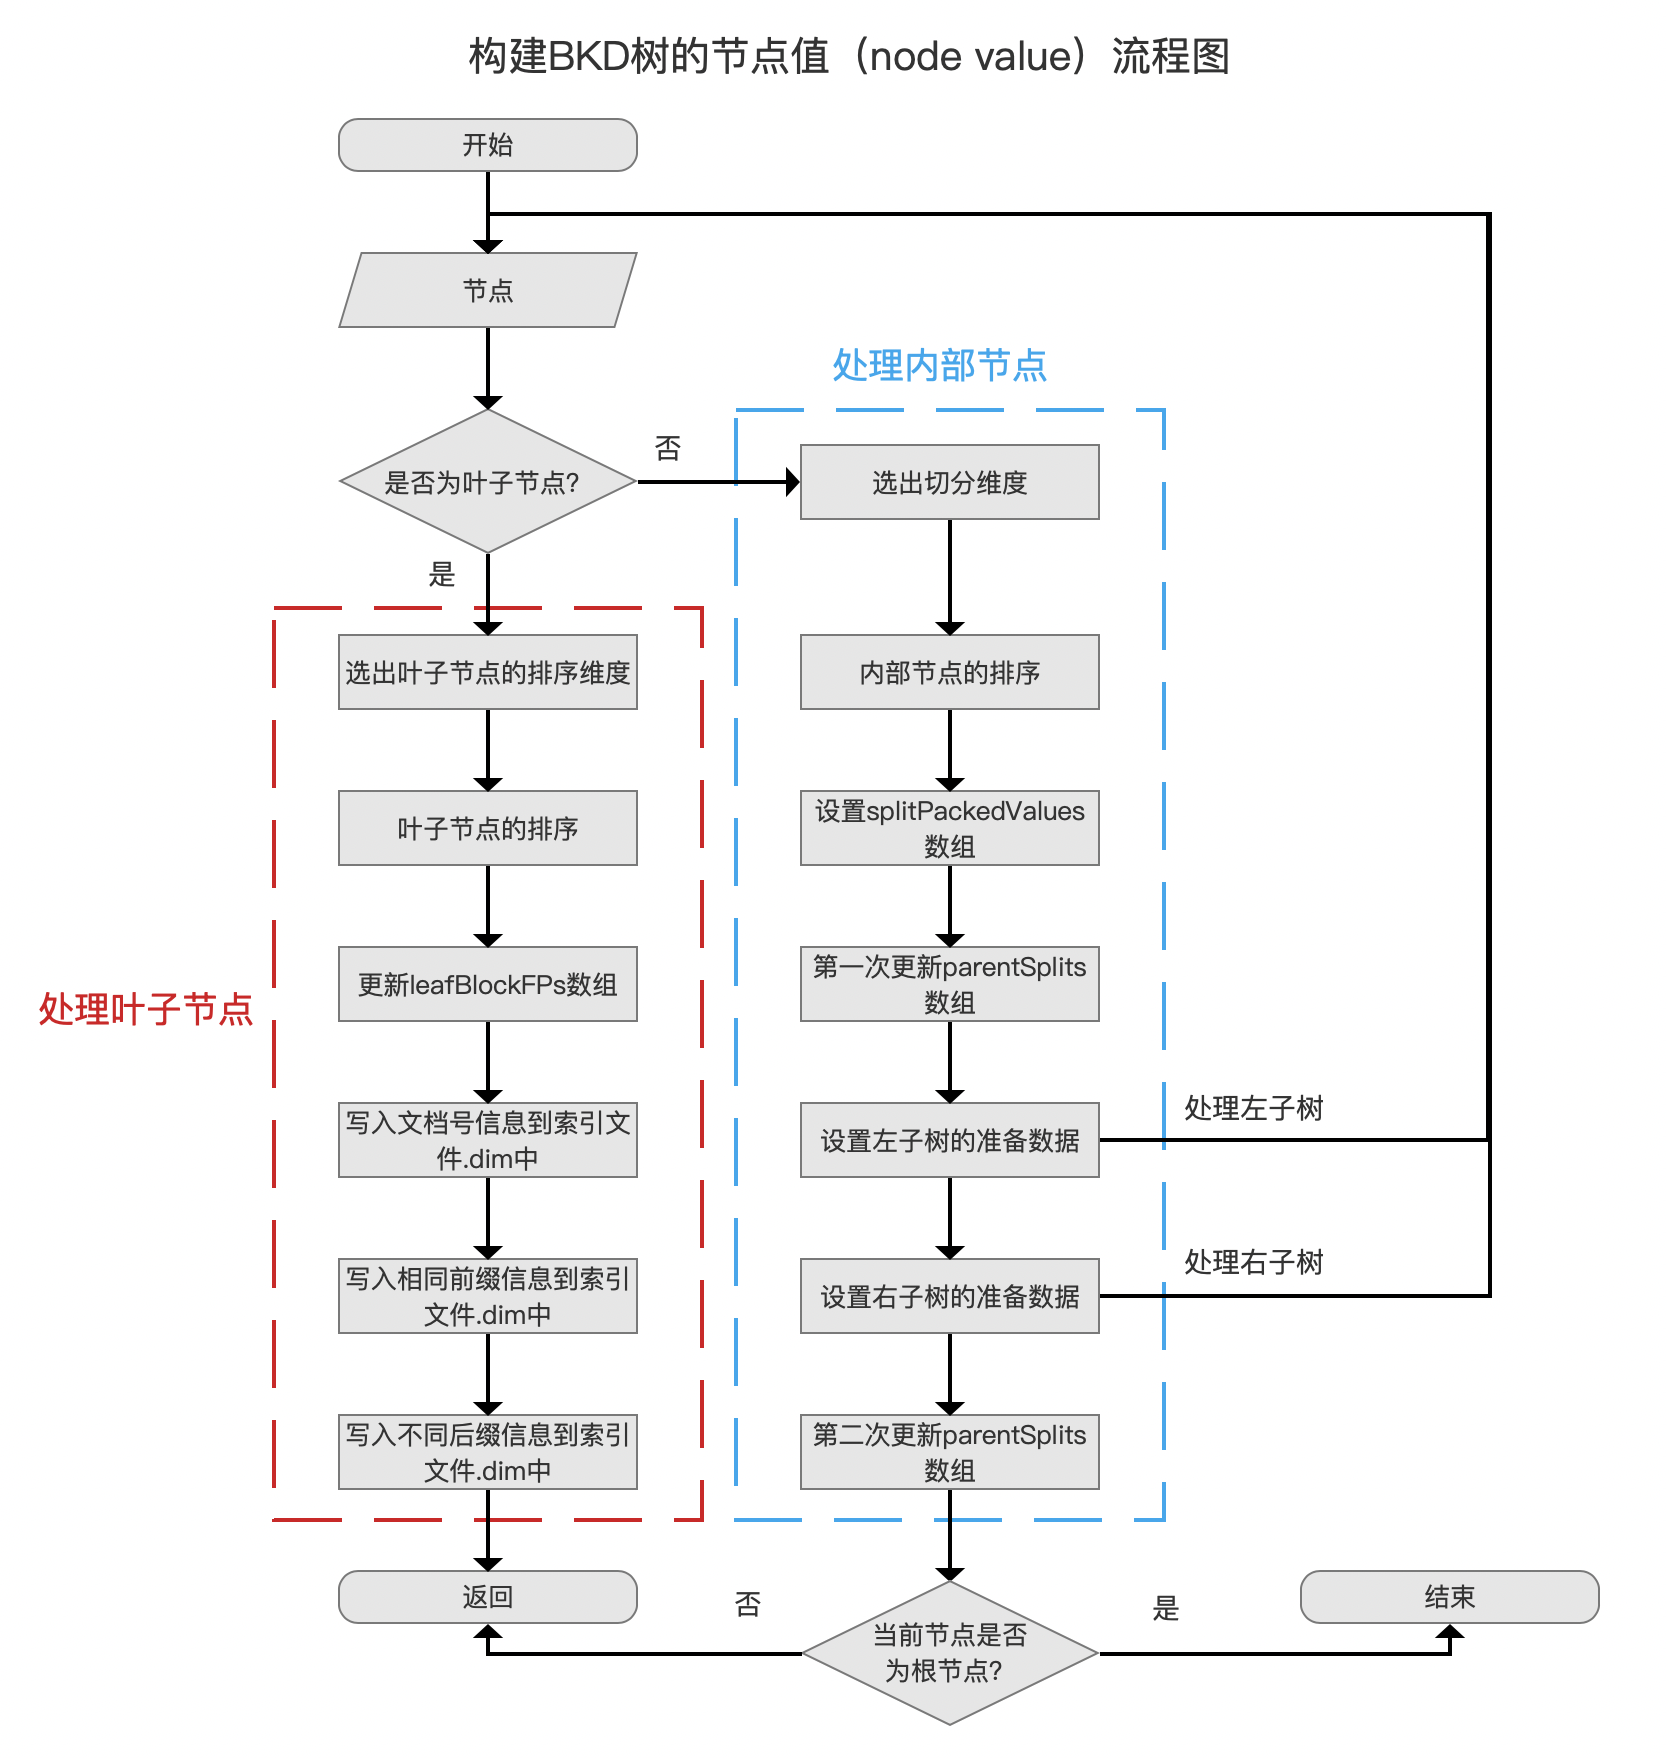 构建BKD树的节点值（node value）流程图
开始
节点
处理内部节点
是否为叶子节点?
否
选出切分维度
是
选出叶子节点的排序维度
内部节点的排序
叶子节点的排序
设置splitPackedValues
数组
处理叶子节点
更新leafBlockFPs数组
第一次更新parentSplits
数组
写入文档号信息到索引文
件.dim中
设置左子树的准备数据
处理左子树
写入相同前缀信息到索引
文件.dim中
设置右子树的准备数据
处理右子树
写入不同后缀信息到索引
文件.dim中
第二次更新parentSplits
数组
返回
否
当前节点是否
为根节点?
是
结束